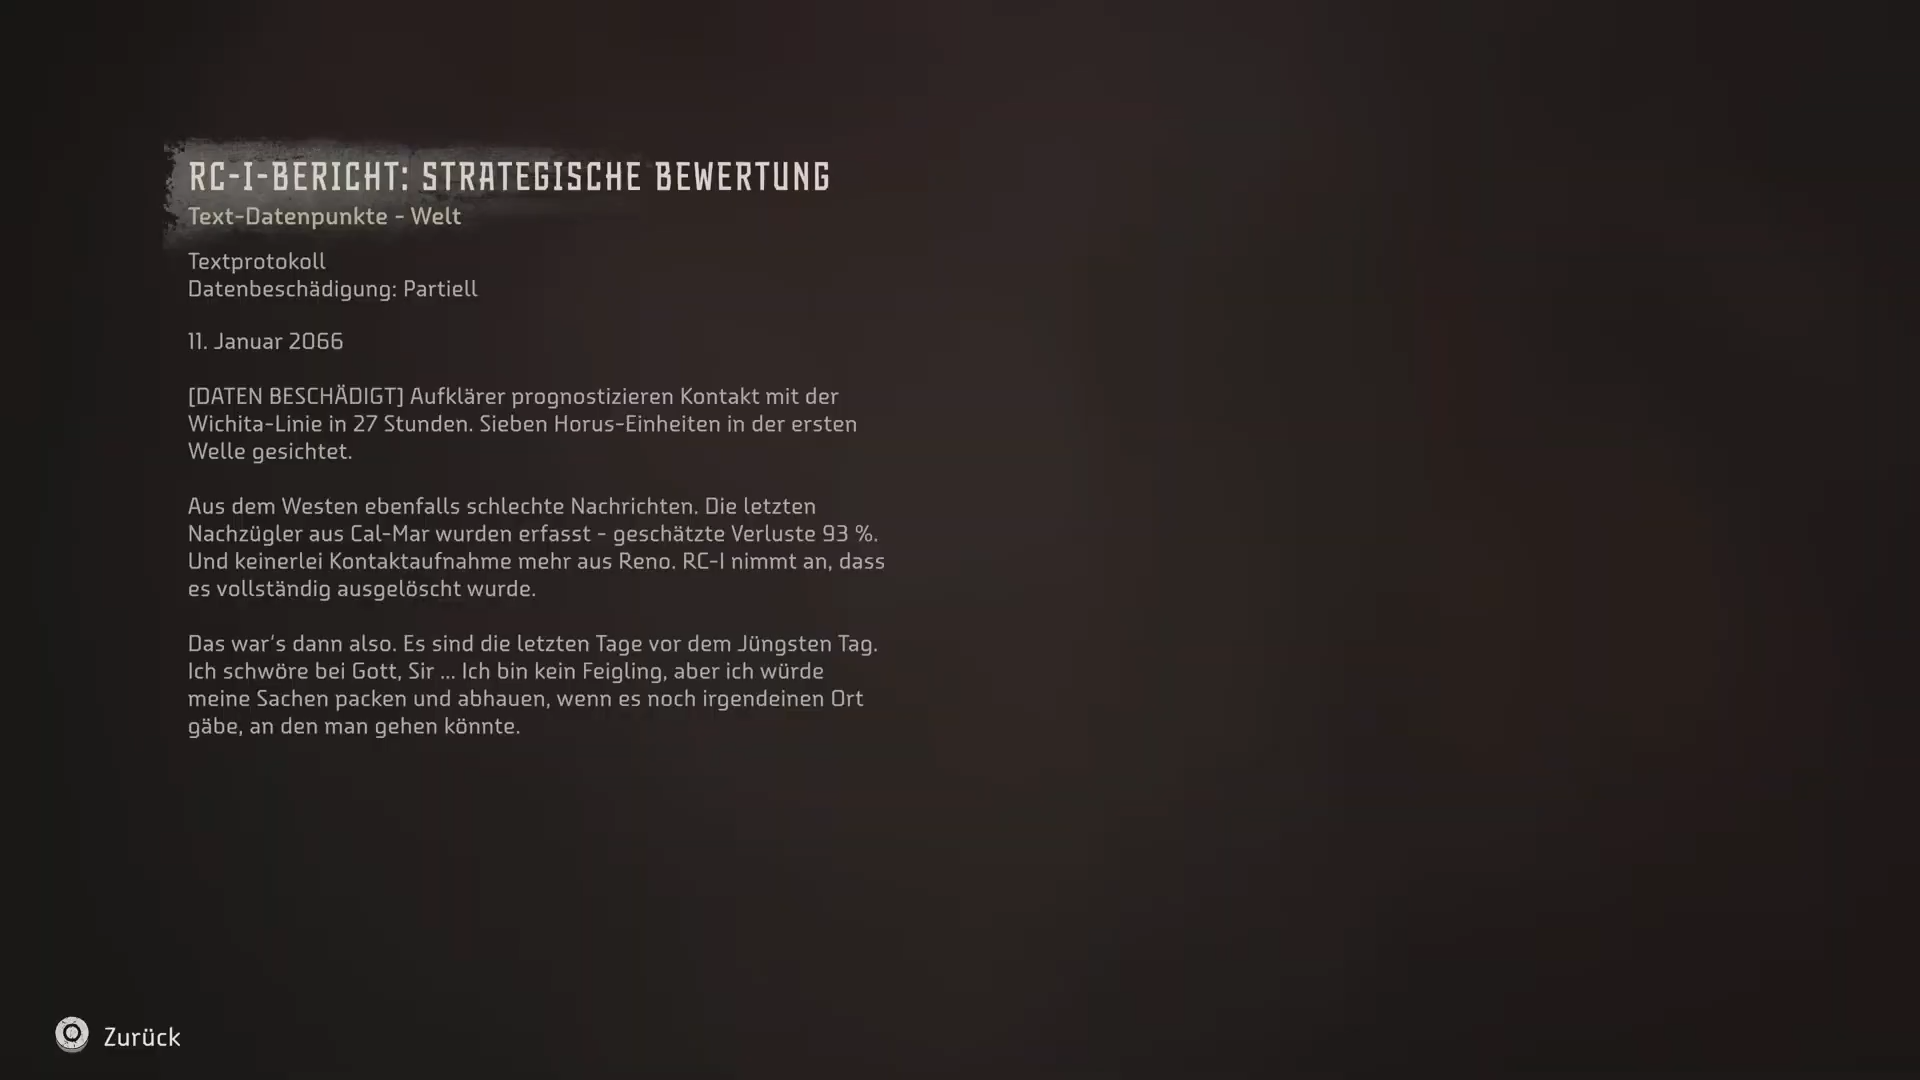 RC-I-BERICHT: STRATEGISCHE BEWERTUNG
Text-Datenpunkte - Welt
Textprotokoll
Datenbeschädigung: Partiell
11. Januar 2066
[DATEN BESCHÄDIGT] Aufklärer prognostizieren Kontakt mit der
Wichita-Linie in 27 Stunden. Sieben Horus-Einheiten in der ersten
Welle gesichtet.
Aus dem Westen ebenfalls schlechte Nachrichten. Die letzten
Nachzügler aus Cal-Mar wurden erfasst - geschätzte Verluste 93 %.
Und keinerlei Kontaktaufnahme mehr aus Reno. RC-I nimmt an, dass
es vollständig ausgelöscht wurde.
Das war's dann also. Es sind die letzten Tage vor dem Jüngsten Tag.
Ich schwöre bei Gott, Sir ... Ich bin kein Feigling, aber ich würde
meine Sachen packen und abhauen, wenn es noch irgendeinen Ort
gäbe, an den man gehen könnte.
Zurück